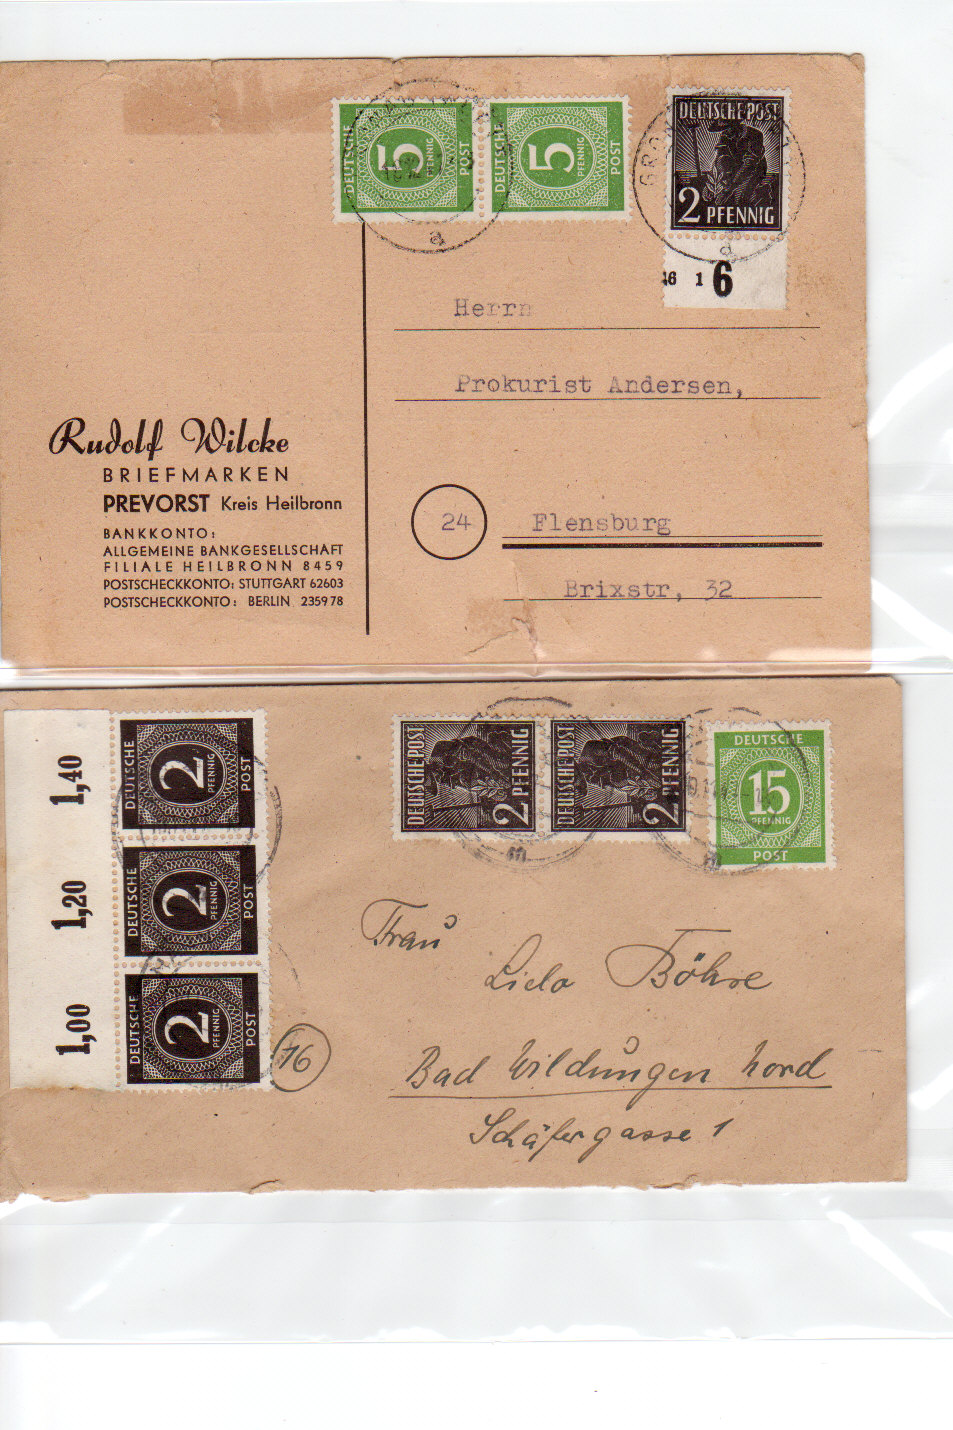 DEUTSCHE 5 PFENNIG POST
DEUTSCHE 5 PFENNIG POST
DEUTSCHE POST
2 PFENNIG
a
a
46 1 6
Herrn
Prokurist Andersen,
24 Flensburg
Brixstr, 32
Rudolf Wilcke
BRIEFMARKEN
PREVORST Kreis Heilbronn
BANKKONTO:
ALLGEMEINE BANKGESELLSCHAFT
FILIALE HEILBRONN 8459
POSTSCHECKKONTO: STUTTGART 62603
POSTSCHECKKONTO: BERLIN 235978
1,40
1,20
1,00
DEUTSCHE 2 PFENNIG POST
DEUTSCHE 2 PFENNIG POST
DEUTSCHE 2 PFENNIG POST
DEUTSCHE POST 2 PFENNIG
DEUTSCHE POST 2 PFENNIG
DEUTSCHE
15
PFENNIG
POST
m
m
Frau
Lida Böhse
16
Bad Wildungen Nord
Schäfergasse 1